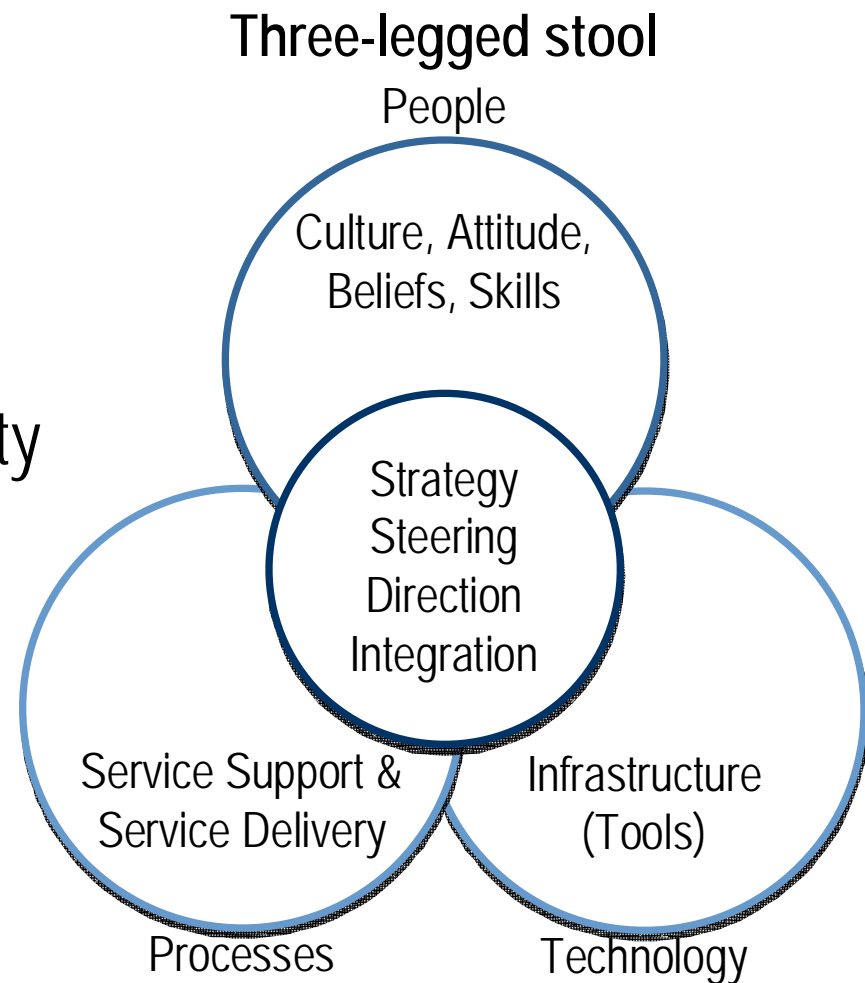 Three-legged stool
People
Culture, Attitude,
Beliefs, Skills
ty
Strategy
Steering
Direction
Integration
Service Support &
Service Delivery
Infrastructure
(Tools)
Processes
Technology